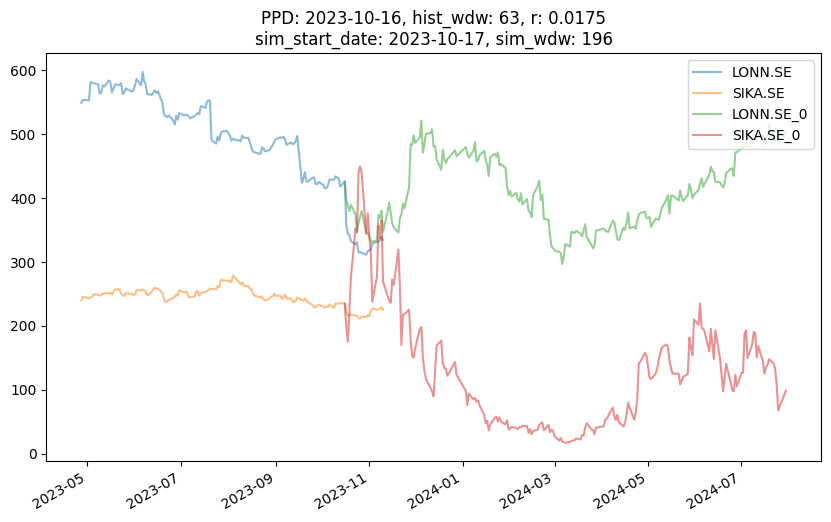 PPD: 2023-10-16, hist_wdw: 63, r: 0.0175
sim_start_date: 2023-10-17, sim_wdw: 196
LONN.SE
SIKA.SE
LONN.SE_0
SIKA.SE_0
600
500
400
300
200
100
0
2023-05
2023-07
2023-09
2023-11
2024-01
2024-03
2024-05
2024-07